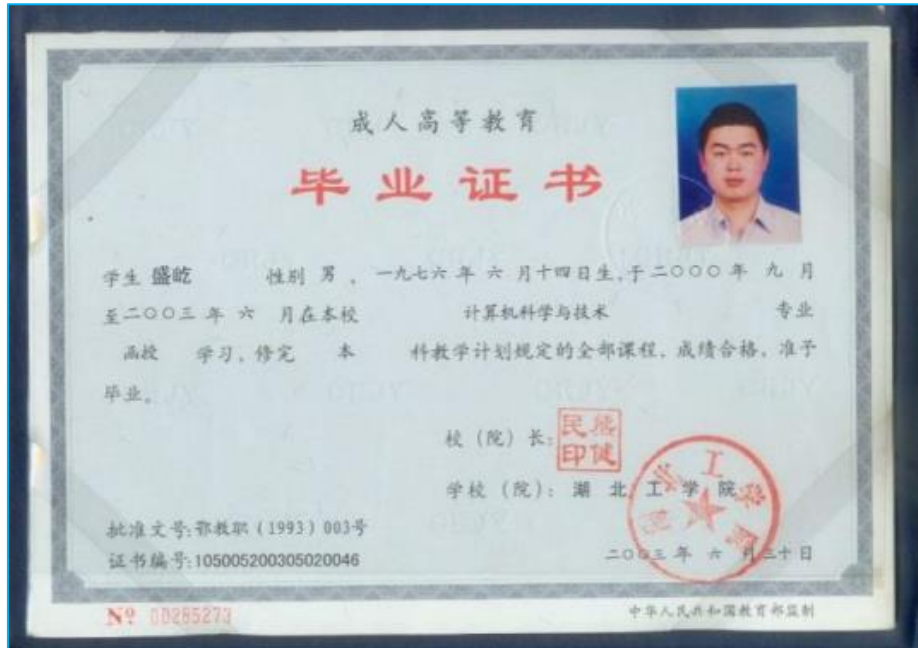 成人高等教育
毕业证书
学生 盛屹 性别 男 、 一九七六 年 六 月十四日生,于二〇〇〇 年 九 月
至二〇〇三 年 六 月在本校 计算机科学与技术 专业
函授 学习,修完 本 科教学计划规定的全部课程,成绩合格,准予
毕业。
校(院)长: 熊健民印
学校(院): 湖北工学院
湖北工学院
批准文号:鄂教职(1993)003号
证书编号:105005200305020046
二〇〇三 年 六 月三十日
№ 00285273
中华人民共和国教育部监制